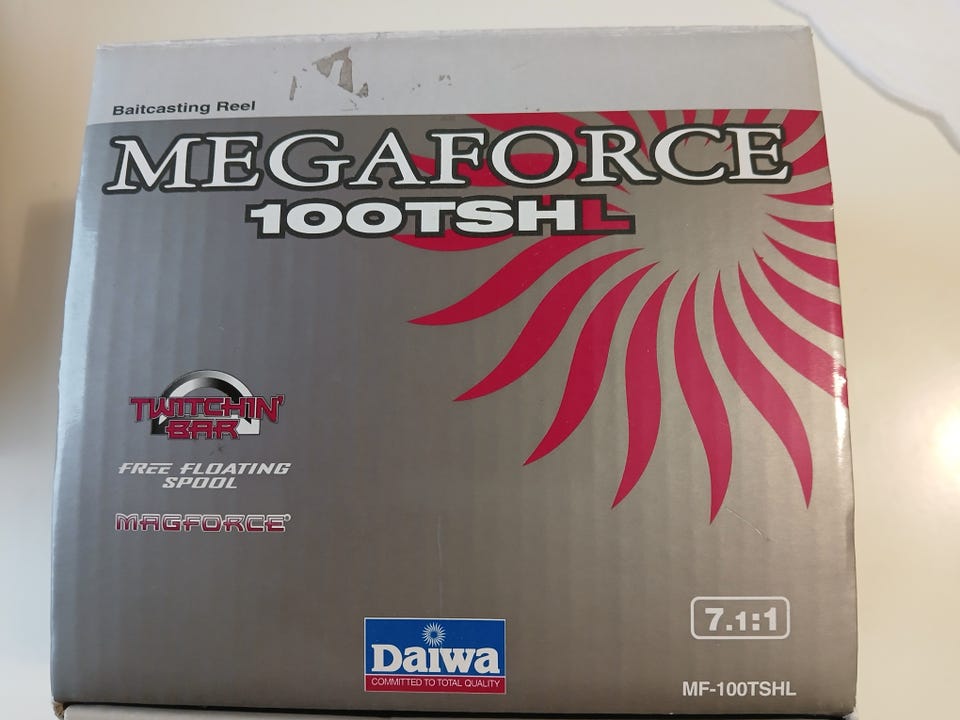 Baitcasting Reel
MEGAFORCE
100TSHL
TWITCHIN'
BAR
FREE FLOATING
SPOOL
MAGFORCE®
7.1:1
Daiwa
COMMITTED TO TOTAL QUALITY
MF-100TSHL